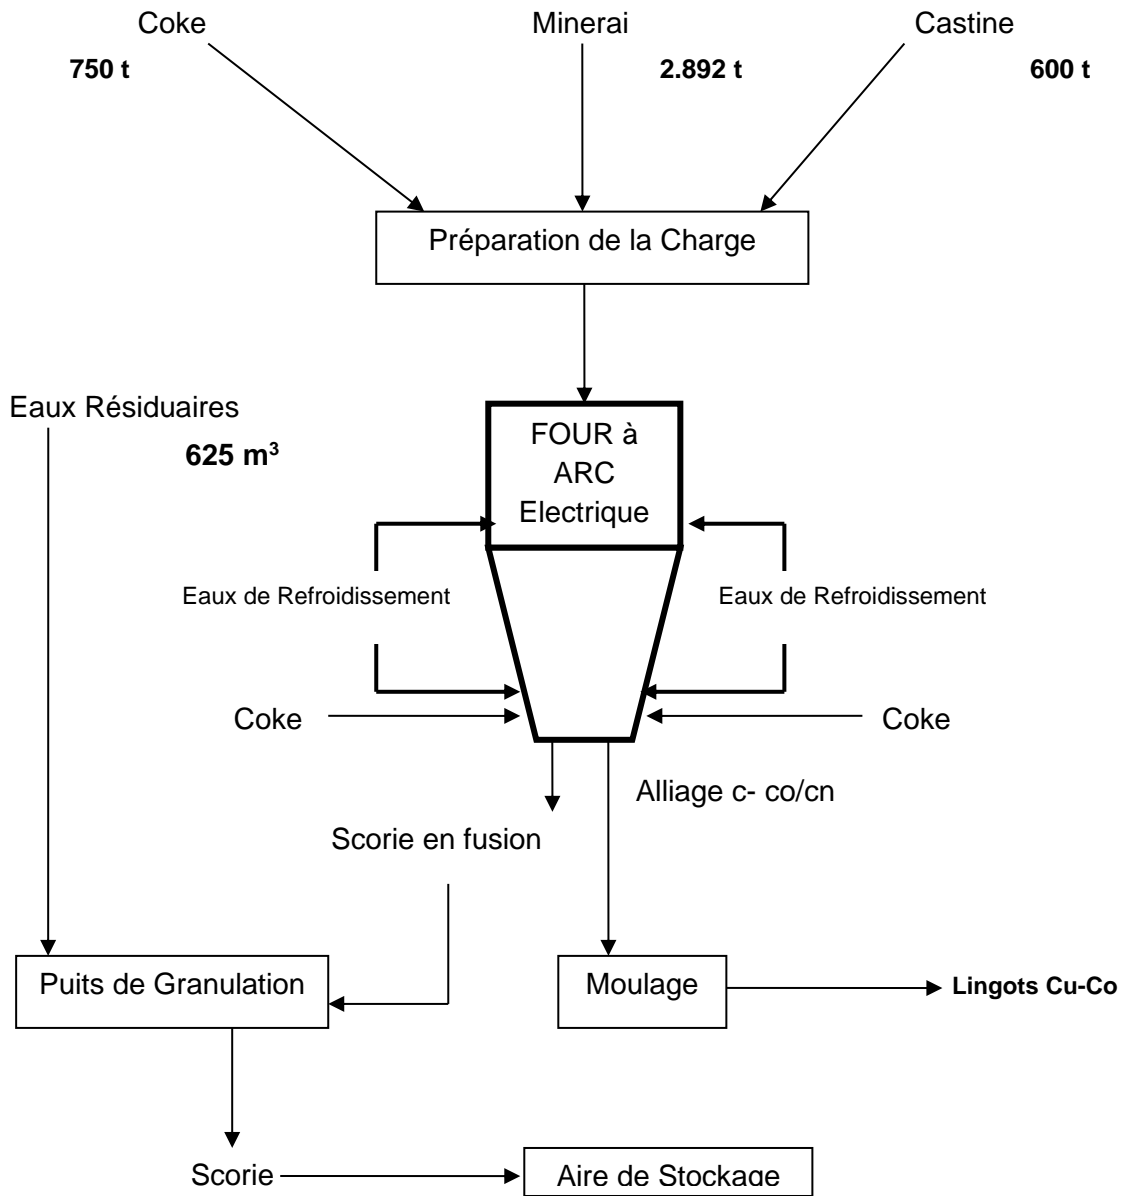 Coke
Minerai
Castine
750 t
2.892 t
600 t
Préparation de la Charge
Eaux Résiduaires
625 m³
FOUR à
ARC
Electrique
Eaux de Refroidissement
Eaux de Refroidissement
Coke
Coke
Alliage c- co/cn
Scorie en fusion
Puits de Granulation
Moulage
Lingots Cu-Co
Scorie
Aire de Stockage